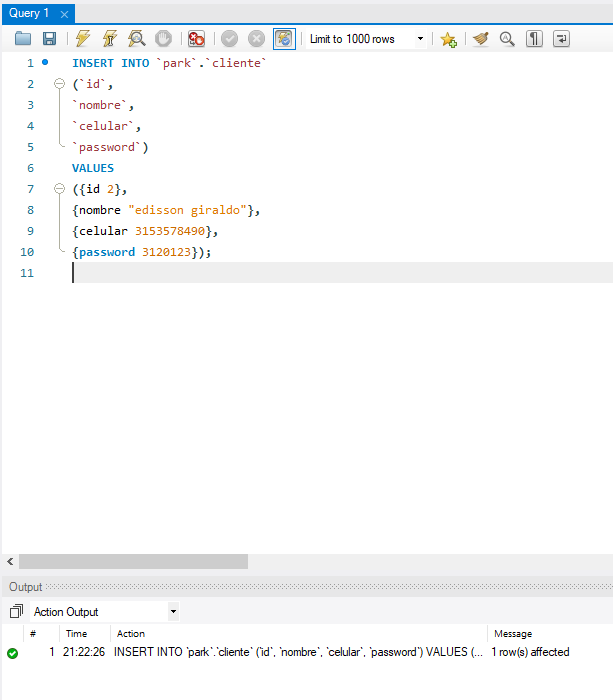 Query 1
Limit to 1000 rows
1 INSERT INTO `park`.`cliente`
2 (`id`,
3 `nombre`,
4 `celular`,
5 `password`)
6 VALUES
7 ({id 2},
8 {nombre "edisson giraldo"},
9 {celular 3153578490},
10 {password 3120123});
11
Output
Action Output
# Time Action Message
1 21:22:26 INSERT INTO `park`.`cliente` (`id`, `nombre`, `celular`, `password`) VALUES (... 1 row(s) affected